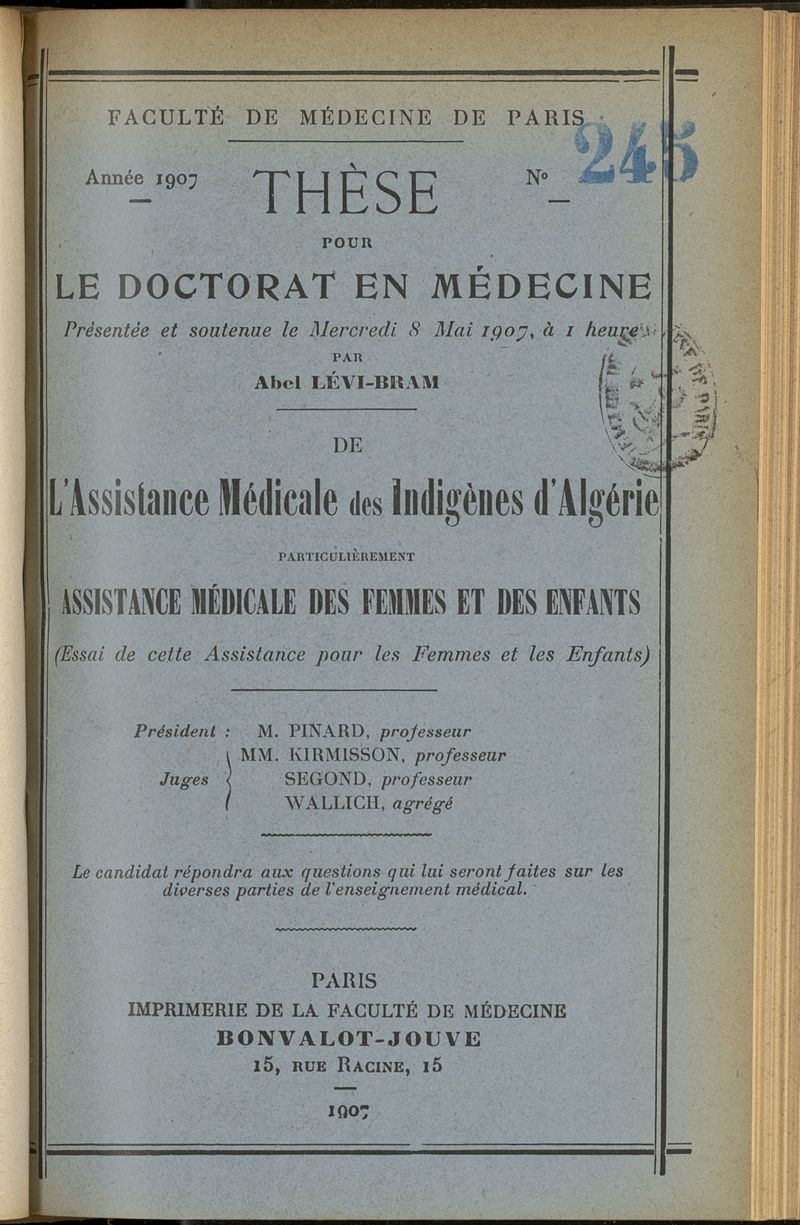 FACULTÉ DE MÉDECINE DE PARIS
Année 1907 THÈSE N° 245
POUR
LE DOCTORAT EN MÉDECINE
Présentée et soutenue le Mercredi 8 Mai 1907, à 1 heure
PAR
Abel LÉVI-BRAM
DE
L'Assistance Médicale des Indigènes d'Algérie
PARTICULIÈREMENT
ASSISTANCE MÉDICALE DES FEMMES ET DES ENFANTS
(Essai de cette Assistance pour les Femmes et les Enfants)
Président : M. PINARD, professeur
MM. KIRMISSON, professeur
Juges SEGOND, professeur
WALLICH, agrégé
Le candidat répondra aux questions qui lui seront faites sur les
diverses parties de l'enseignement médical.
PARIS
IMPRIMERIE DE LA FACULTÉ DE MÉDECINE
BONVALOT-JOUVE
15, RUE RACINE, 15
1907